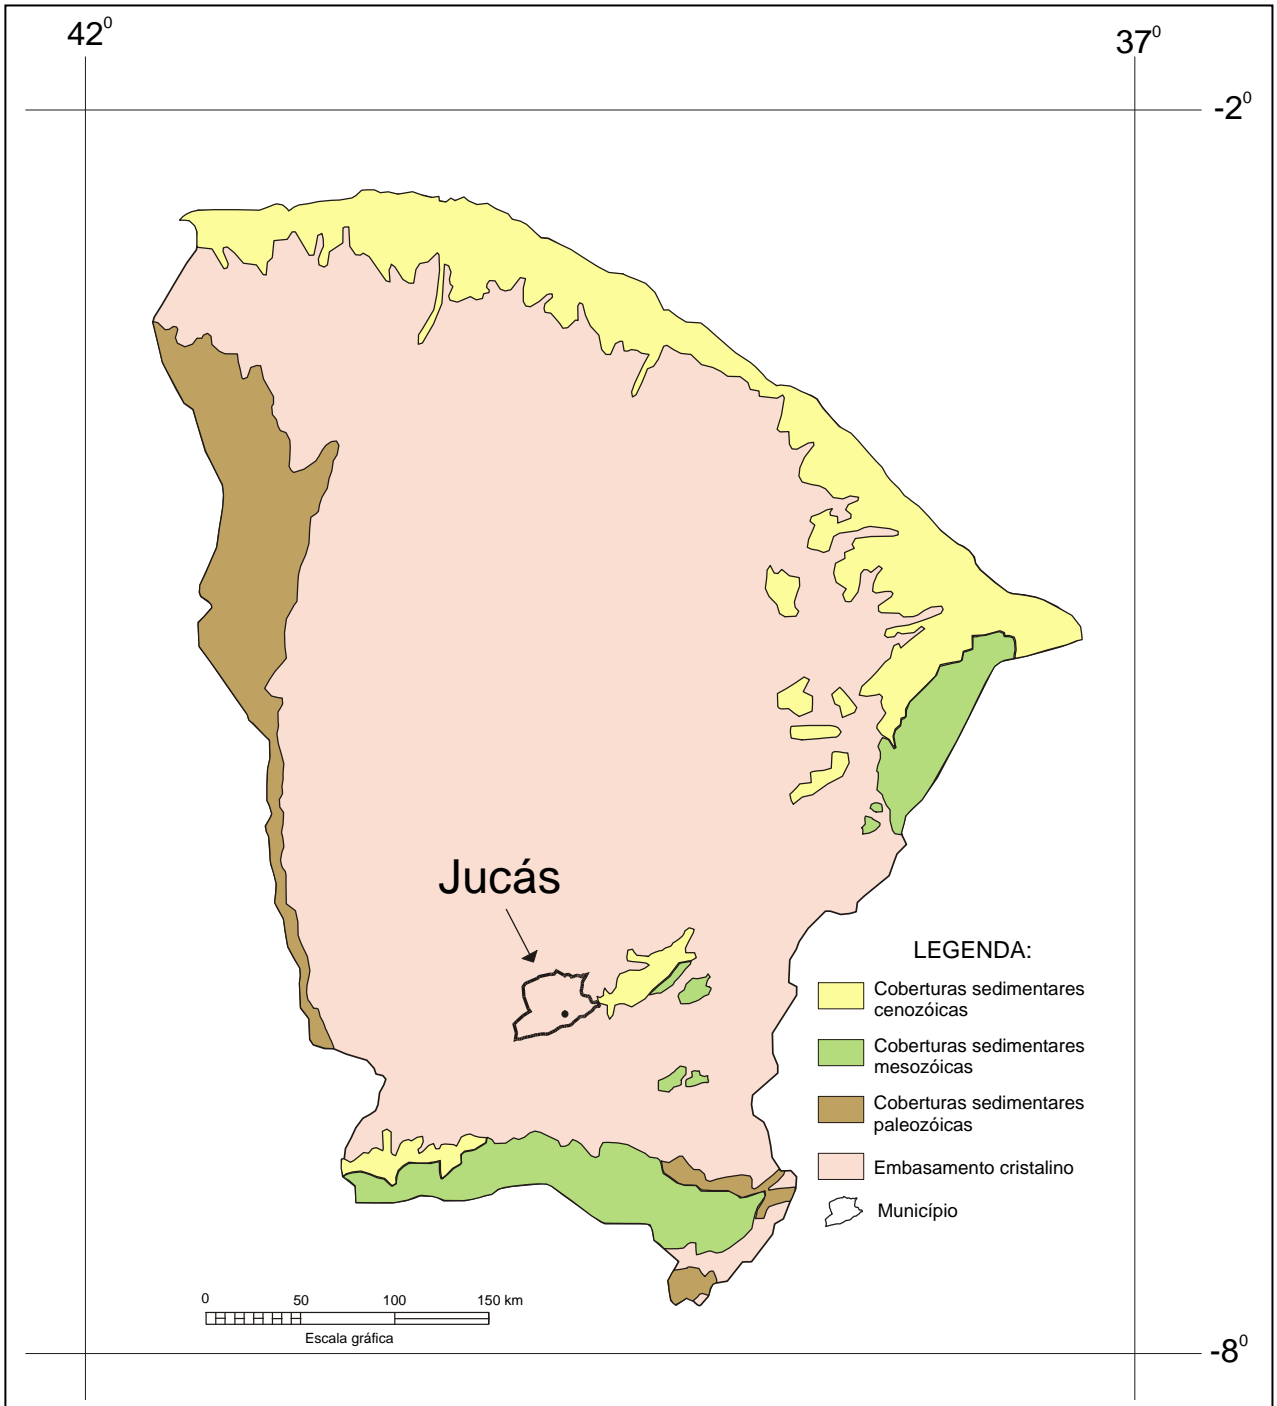 42⁰
37⁰
-2⁰
Jucás
LEGENDA:
Coberturas sedimentares
cenozóicas
Coberturas sedimentares
mesozóicas
Coberturas sedimentares
paleozóicas
Embasamento cristalino
Município
0 50 100 150 km
Escala gráfica
-8⁰